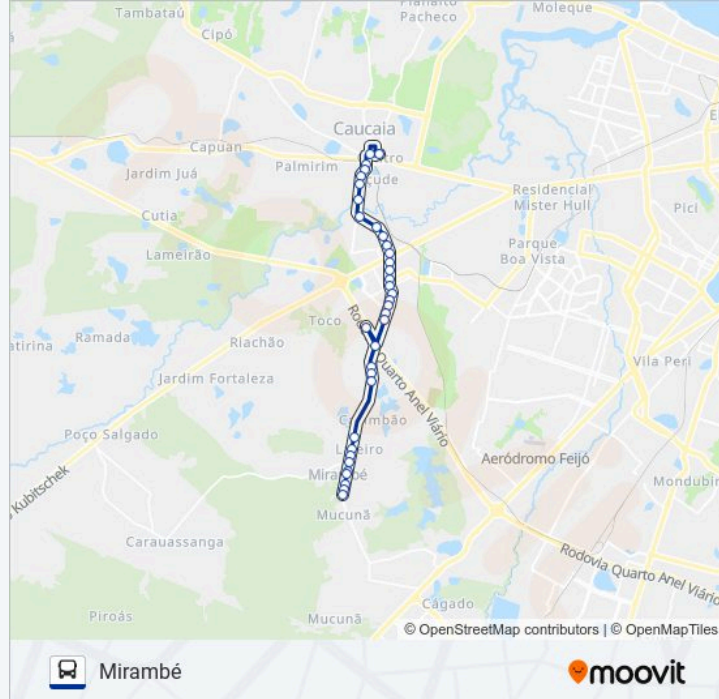 Tambataú
Pacheco
Moleque
Cipó
Caucaia
Capuan
Palmirim
Jardim Juá
Residencial
Mister Hull
Pici
Cutia
Parque
Boa Vista
Lameirão
Toco
Ramada
Riachão
Vila Peri
Jardim Fortaleza
Quarto Anel Viário
Poço Salgado
Aeródromo Feijó
Kubitschek
Mirambé
Mondubim
Mucunã
Carauassanga
Rodovia Quarto Anel Viário
Cágado
Piroás
Mucunã
© OpenStreetMap contributors | © OpenMapTiles
Mirambé
moovit